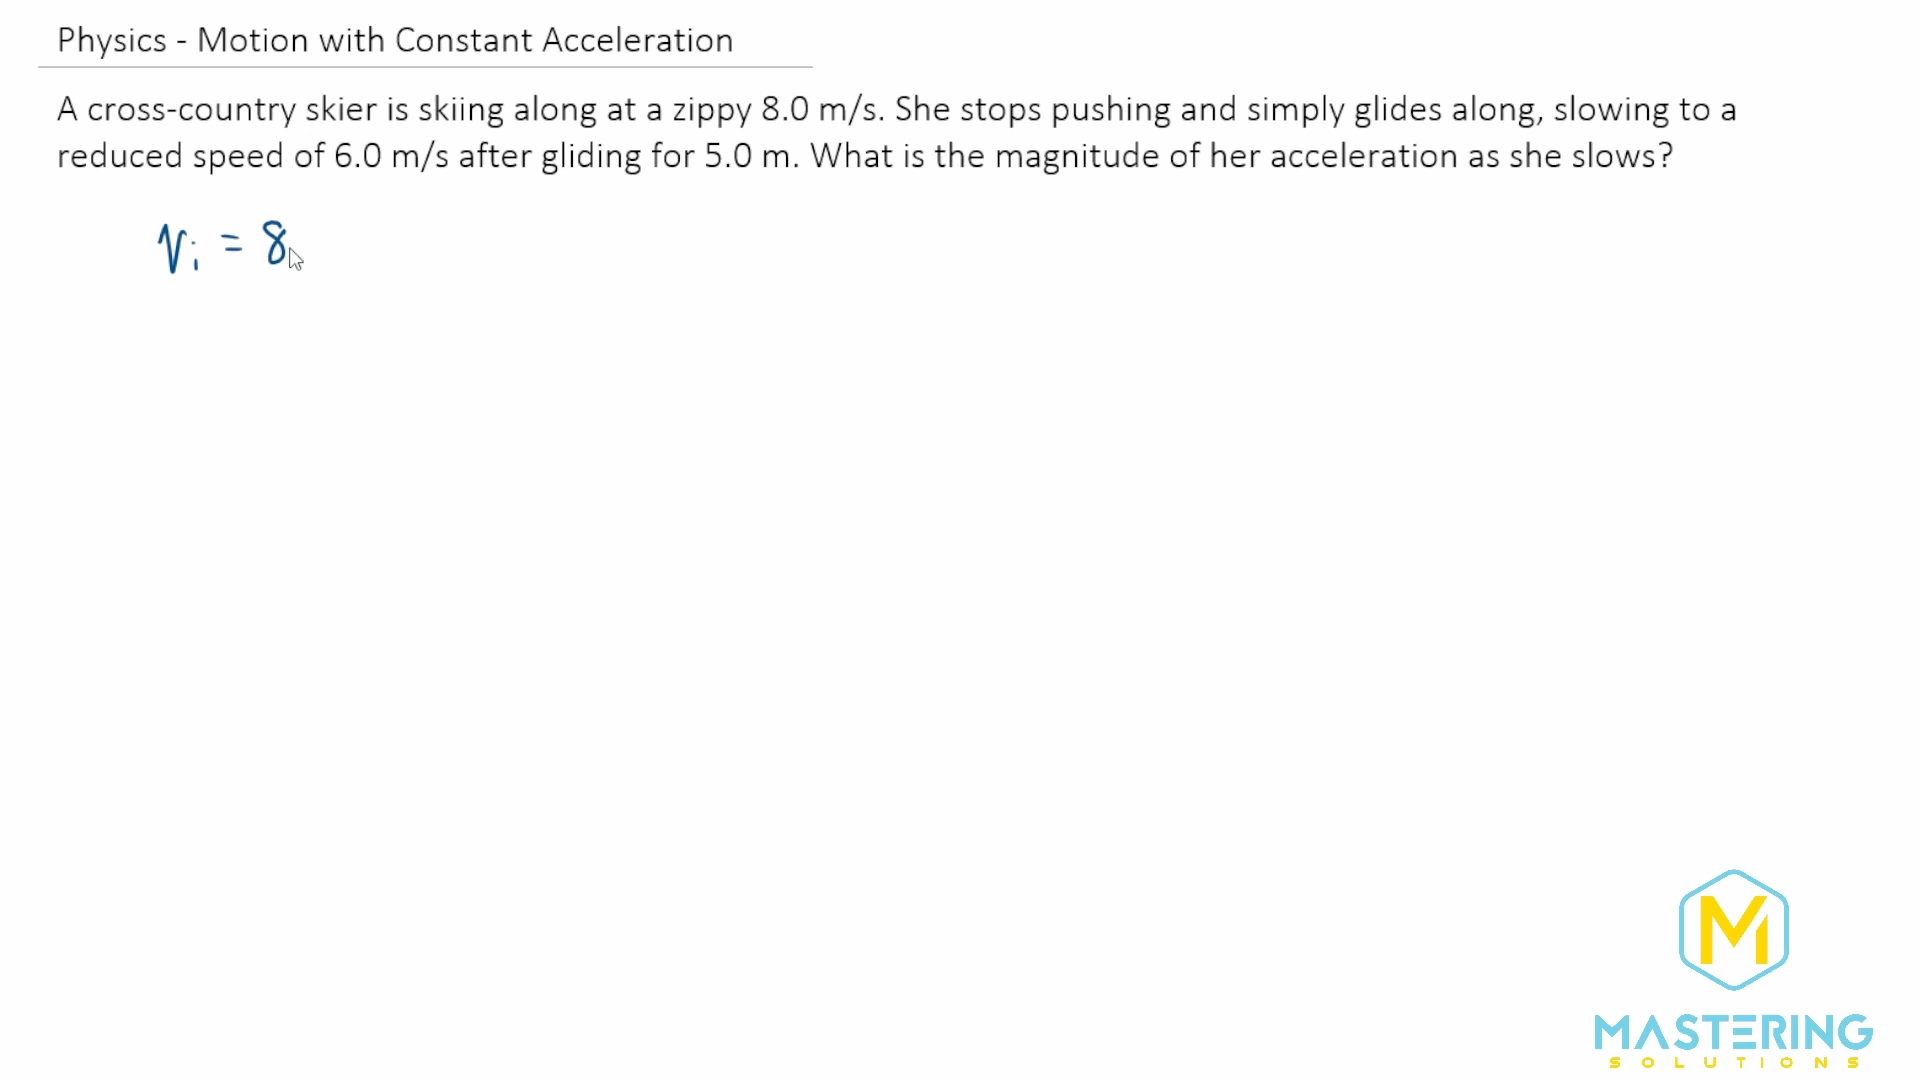 Physics - Motion with Constant Acceleration
A cross-country skier is skiing along at a zippy 8.0 m/s. She stops pushing and simply glides along, slowing to a
reduced speed of 6.0 m/s after gliding for 5.0 m. What is the magnitude of her acceleration as she slows?
Vi = 8
M
MASTERING
SOLUTIONS